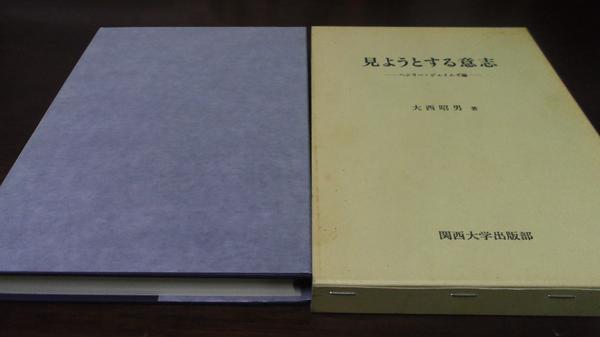 見ようとする意志
——ヘンリー・ジェイムズ論——
大西昭男 著
関西大学出版部